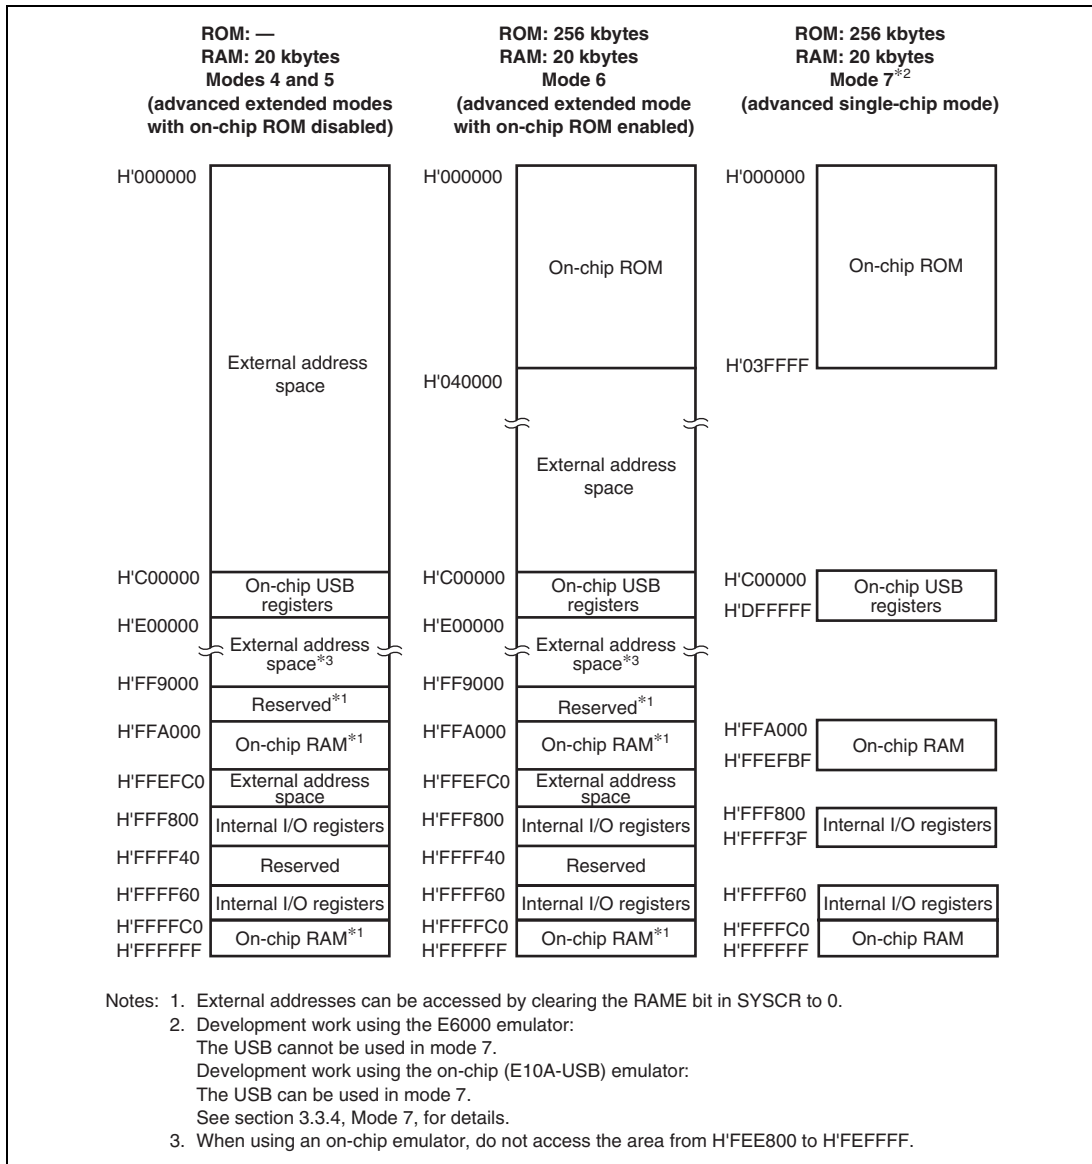 ROM: —
RAM: 20 kbytes
Modes 4 and 5
(advanced extended modes
with on-chip ROM disabled)
H'000000
External address
space
H'C00000
On-chip USB
registers
H'E00000
External address
space*3
H'FF9000
Reserved*1
H'FFA000
On-chip RAM*1
H'FFEFC0
External address
space
H'FFF800
Internal I/O registers
H'FFFF40
Reserved
H'FFFF60
Internal I/O registers
H'FFFFC0
On-chip RAM*1
H'FFFFFF
ROM: 256 kbytes
RAM: 20 kbytes
Mode 6
(advanced extended mode
with on-chip ROM enabled)
H'000000
On-chip ROM
H'040000
External address
space
H'C00000
On-chip USB
registers
H'E00000
External address
space*3
H'FF9000
Reserved*1
H'FFA000
On-chip RAM*1
H'FFEFC0
External address
space
H'FFF800
Internal I/O registers
H'FFFF40
Reserved
H'FFFF60
Internal I/O registers
H'FFFFC0
On-chip RAM*1
H'FFFFFF
ROM: 256 kbytes
RAM: 20 kbytes
Mode 7*2
(advanced single-chip mode)
H'000000
On-chip ROM
H'03FFFF
H'C00000
On-chip USB
registers
H'DFFFFF
H'FFA000
On-chip RAM
H'FFEFBF
H'FFF800
Internal I/O registers
H'FFFF3F
H'FFFF60
Internal I/O registers
H'FFFFC0
On-chip RAM
H'FFFFFF
Notes: 1. External addresses can be accessed by clearing the RAME bit in SYSCR to 0.
2. Development work using the E6000 emulator:
The USB cannot be used in mode 7.
Development work using the on-chip (E10A-USB) emulator:
The USB can be used in mode 7.
See section 3.3.4, Mode 7, for details.
3. When using an on-chip emulator, do not access the area from H'FEE800 to H'FEFFFF.